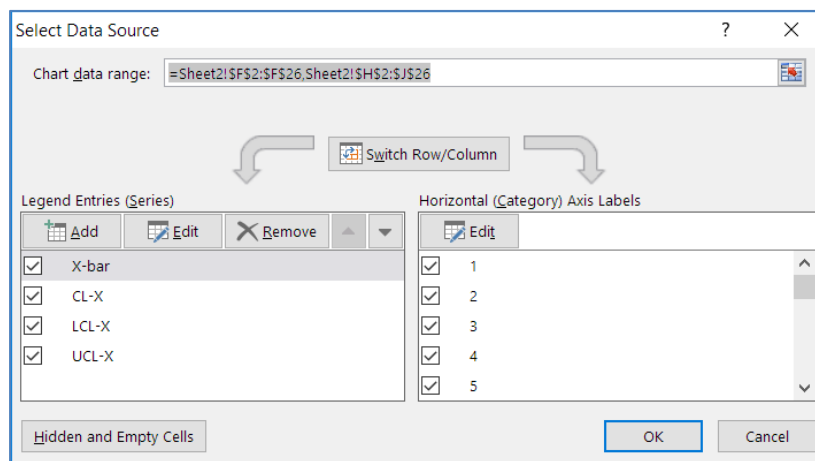 Select Data Source ? ×
Chart data range: =Sheet2!$F$2:$F$26,Sheet2!$H$2:$J$26
Switch Row/Column
Legend Entries (Series)
Horizontal (Category) Axis Labels
Add Edit Remove
Edit
X-bar
CL-X
LCL-X
UCL-X
1
2
3
4
5
Hidden and Empty Cells
OK Cancel